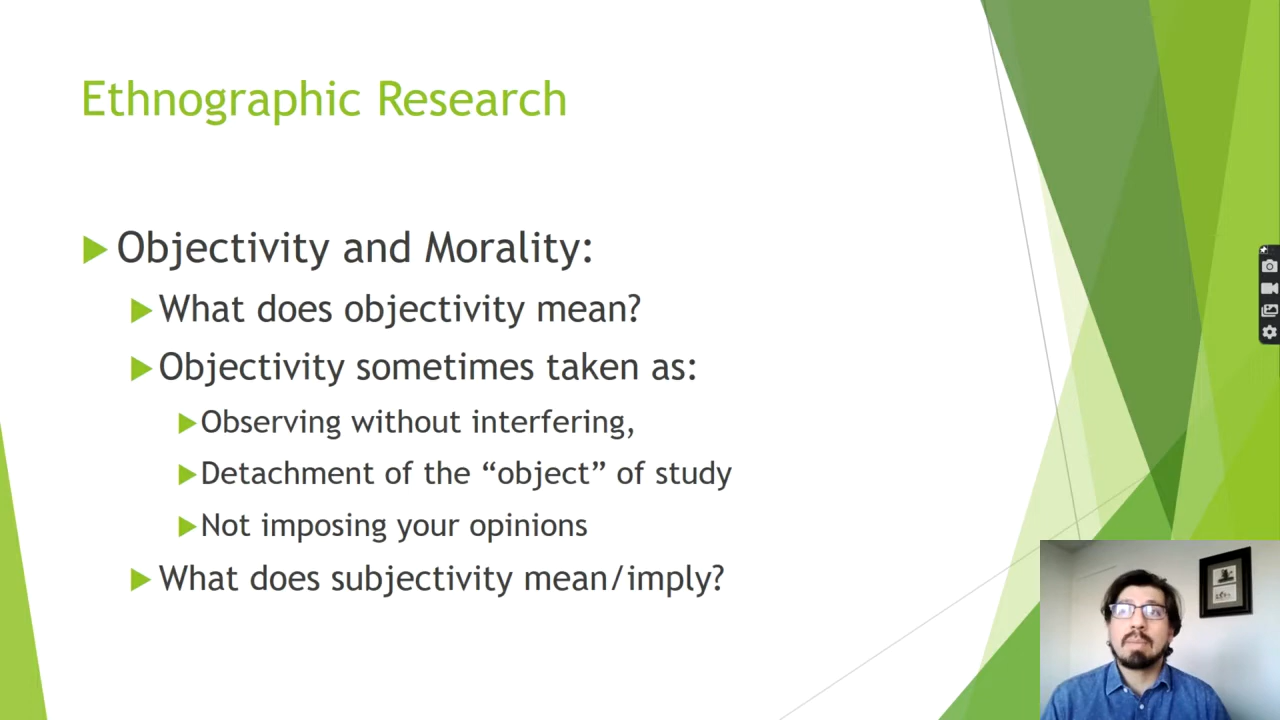 Ethnographic Research
Objectivity and Morality:
What does objectivity mean?
Objectivity sometimes taken as:
Observing without interfering,
Detachment of the “object” of study
Not imposing your opinions
What does subjectivity mean/imply?